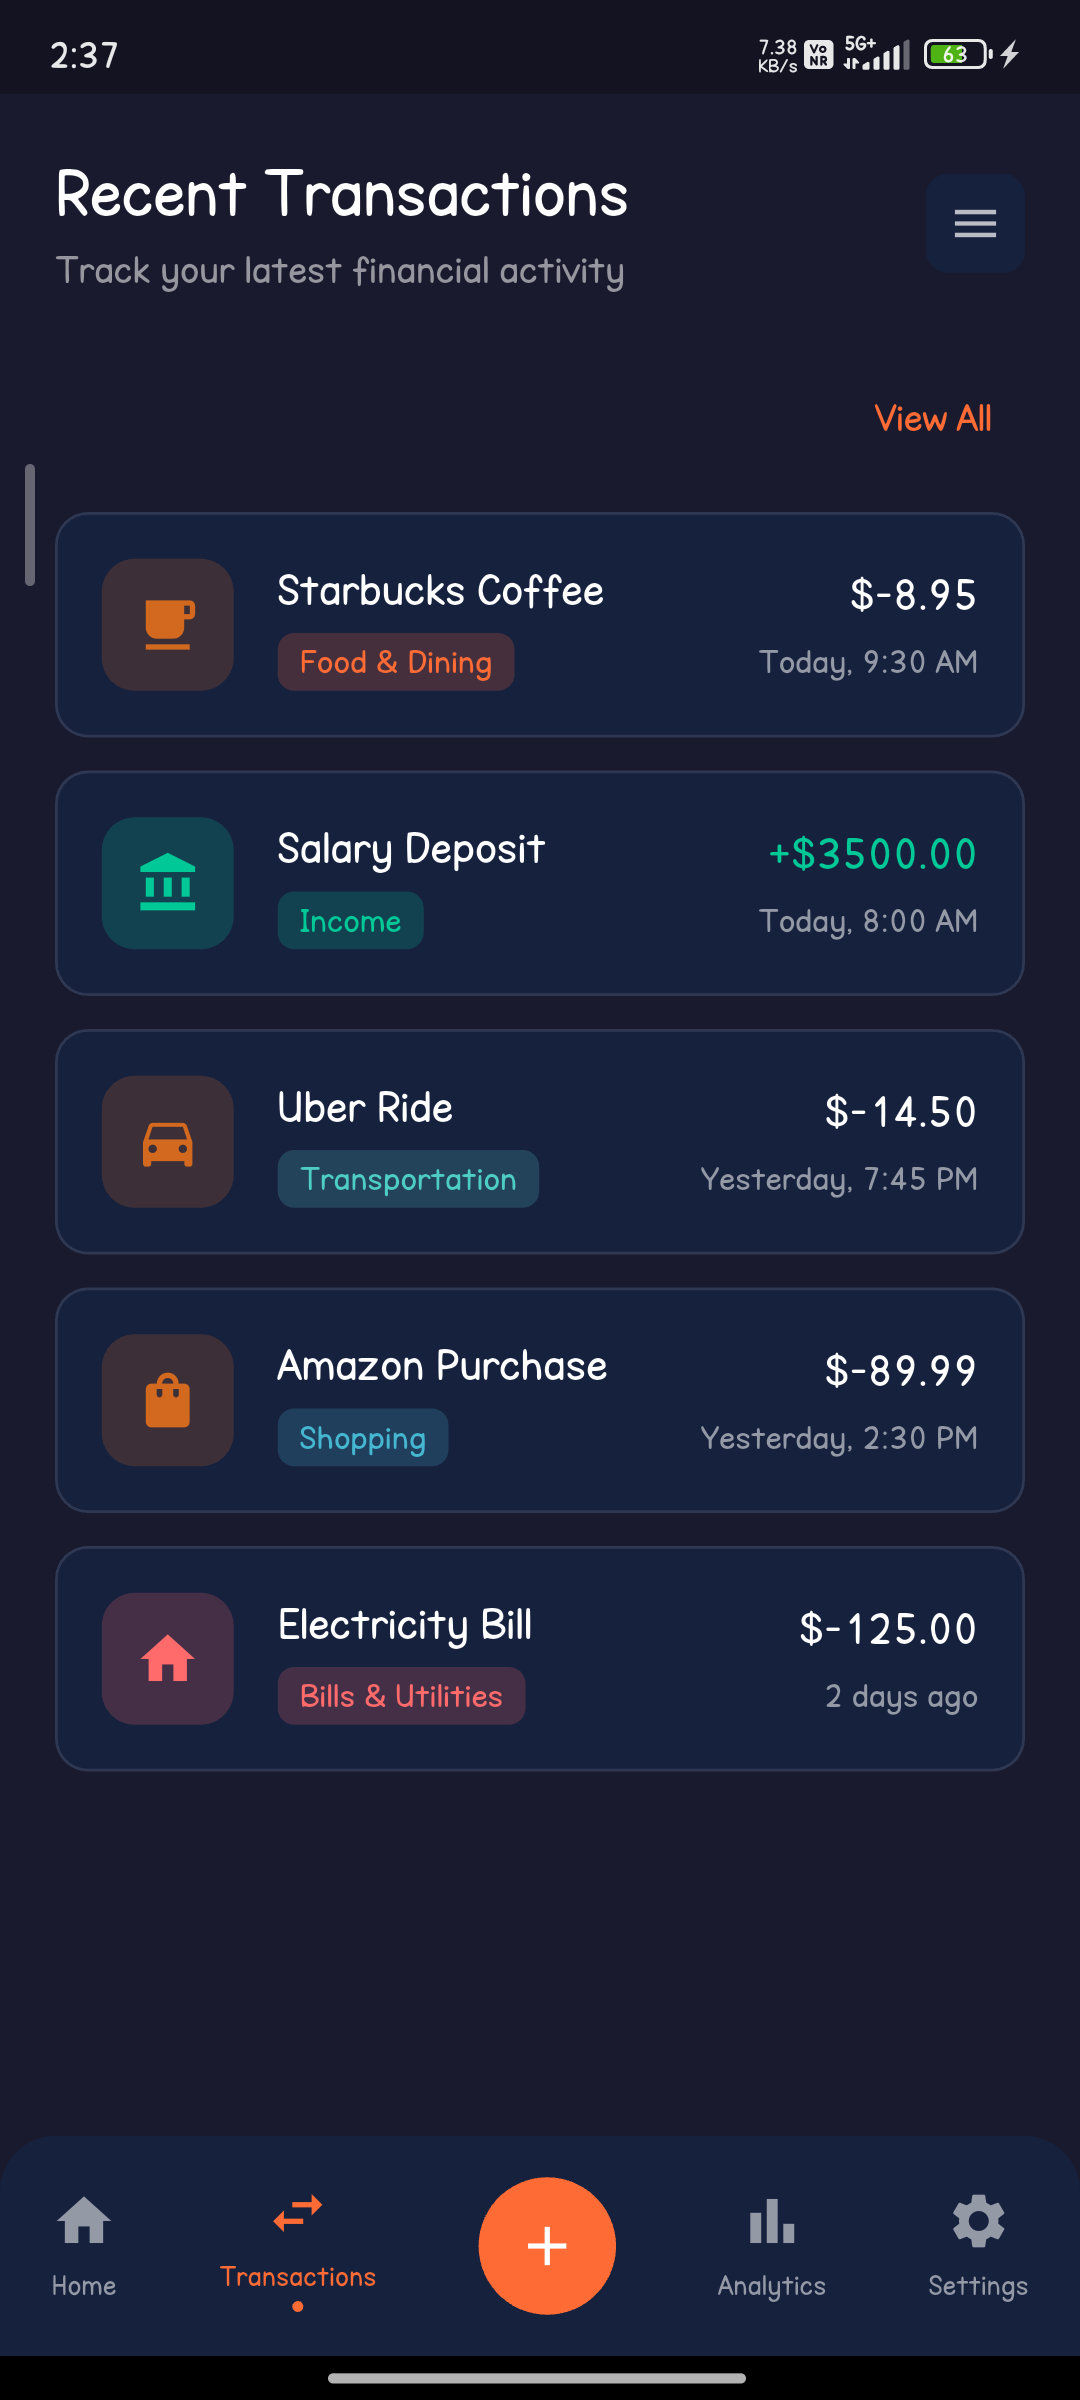 2:37
7.38
KB/s
Vo
NR
5G+
63
Recent Transactions
Track your latest financial activity
View All
Starbucks Coffee
$-8.95
Food & Dining
Today, 9:30 AM
Salary Deposit
+$3500.00
Income
Today, 8:00 AM
Uber Ride
$-14.50
Transportation
Yesterday, 7:45 PM
Amazon Purchase
$-89.99
Shopping
Yesterday, 2:30 PM
Electricity Bill
$-125.00
Bills & Utilities
2 days ago
Home
Transactions
Analytics
Settings